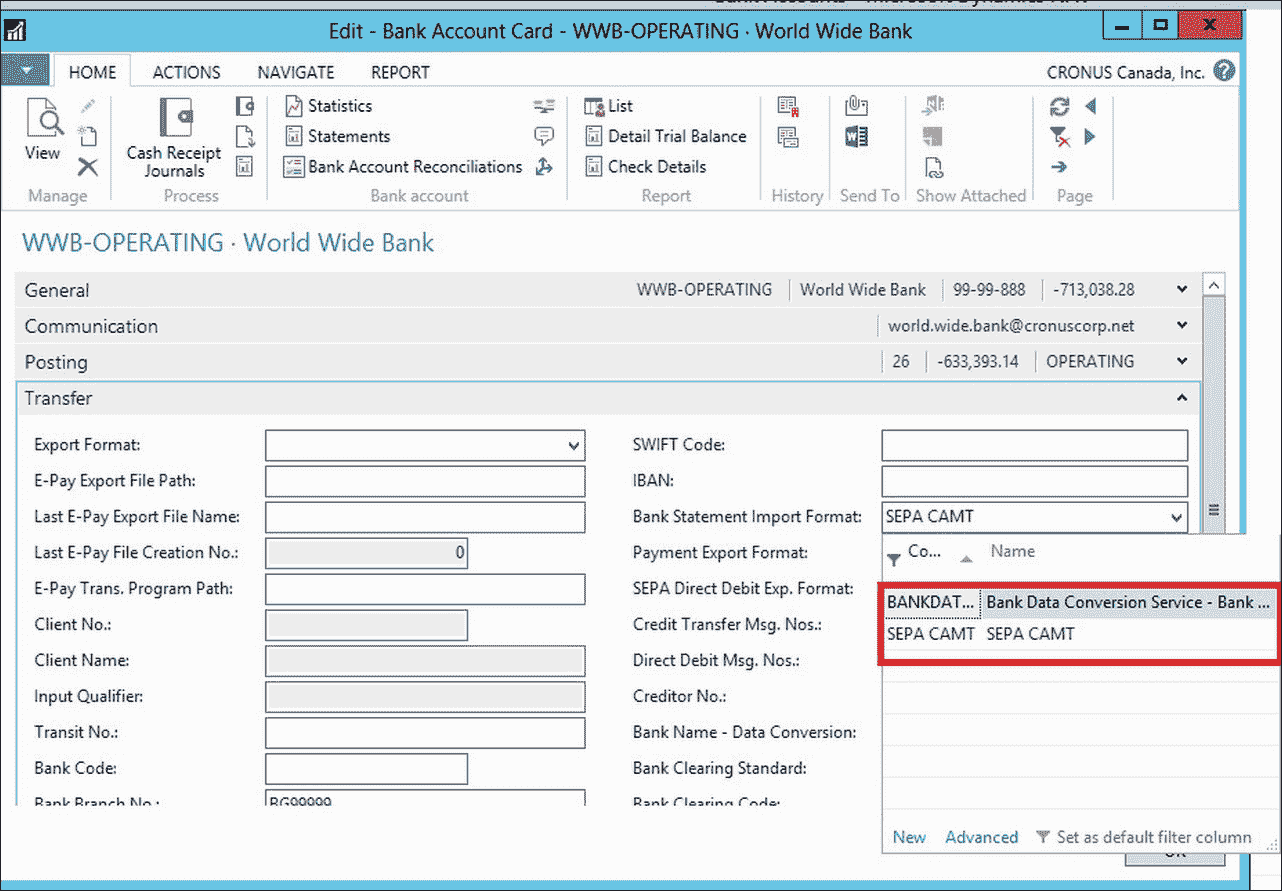 Edit - Bank Account Card - WWB-OPERATING · World Wide Bank
HOME ACTIONS NAVIGATE REPORT CRONUS Canada, Inc.
View
Cash Receipt
Journals
Statistics
Statements
Bank Account Reconciliations
List
Detail Trial Balance
Check Details
Manage Process Bank account Report History Send To Show Attached Page
WWB-OPERATING · World Wide Bank
General WWB-OPERATING World Wide Bank 99-99-888 -713,038.28
Communication world.wide.bank@cronuscorp.net
Posting 26 -633,393.14 OPERATING
Transfer
Export Format: SWIFT Code:
E-Pay Export File Path: IBAN:
Last E-Pay Export File Name: Bank Statement Import Format: SEPA CAMT
Last E-Pay File Creation No.: 0 Payment Export Format: Co... Name
E-Pay Trans. Program Path: SEPA Direct Debit Exp. Format:
BANKDAT... Bank Data Conversion Service - Bank ...
Client No.: Credit Transfer Msg. Nos.: SEPA CAMT SEPA CAMT
Client Name: Direct Debit Msg. Nos.:
Input Qualifier: Creditor No.:
Transit No.: Bank Name - Data Conversion:
Bank Code: Bank Clearing Standard:
Bank Branch No.: BG99999 Bank Clearing Code:
New Advanced Set as default filter column